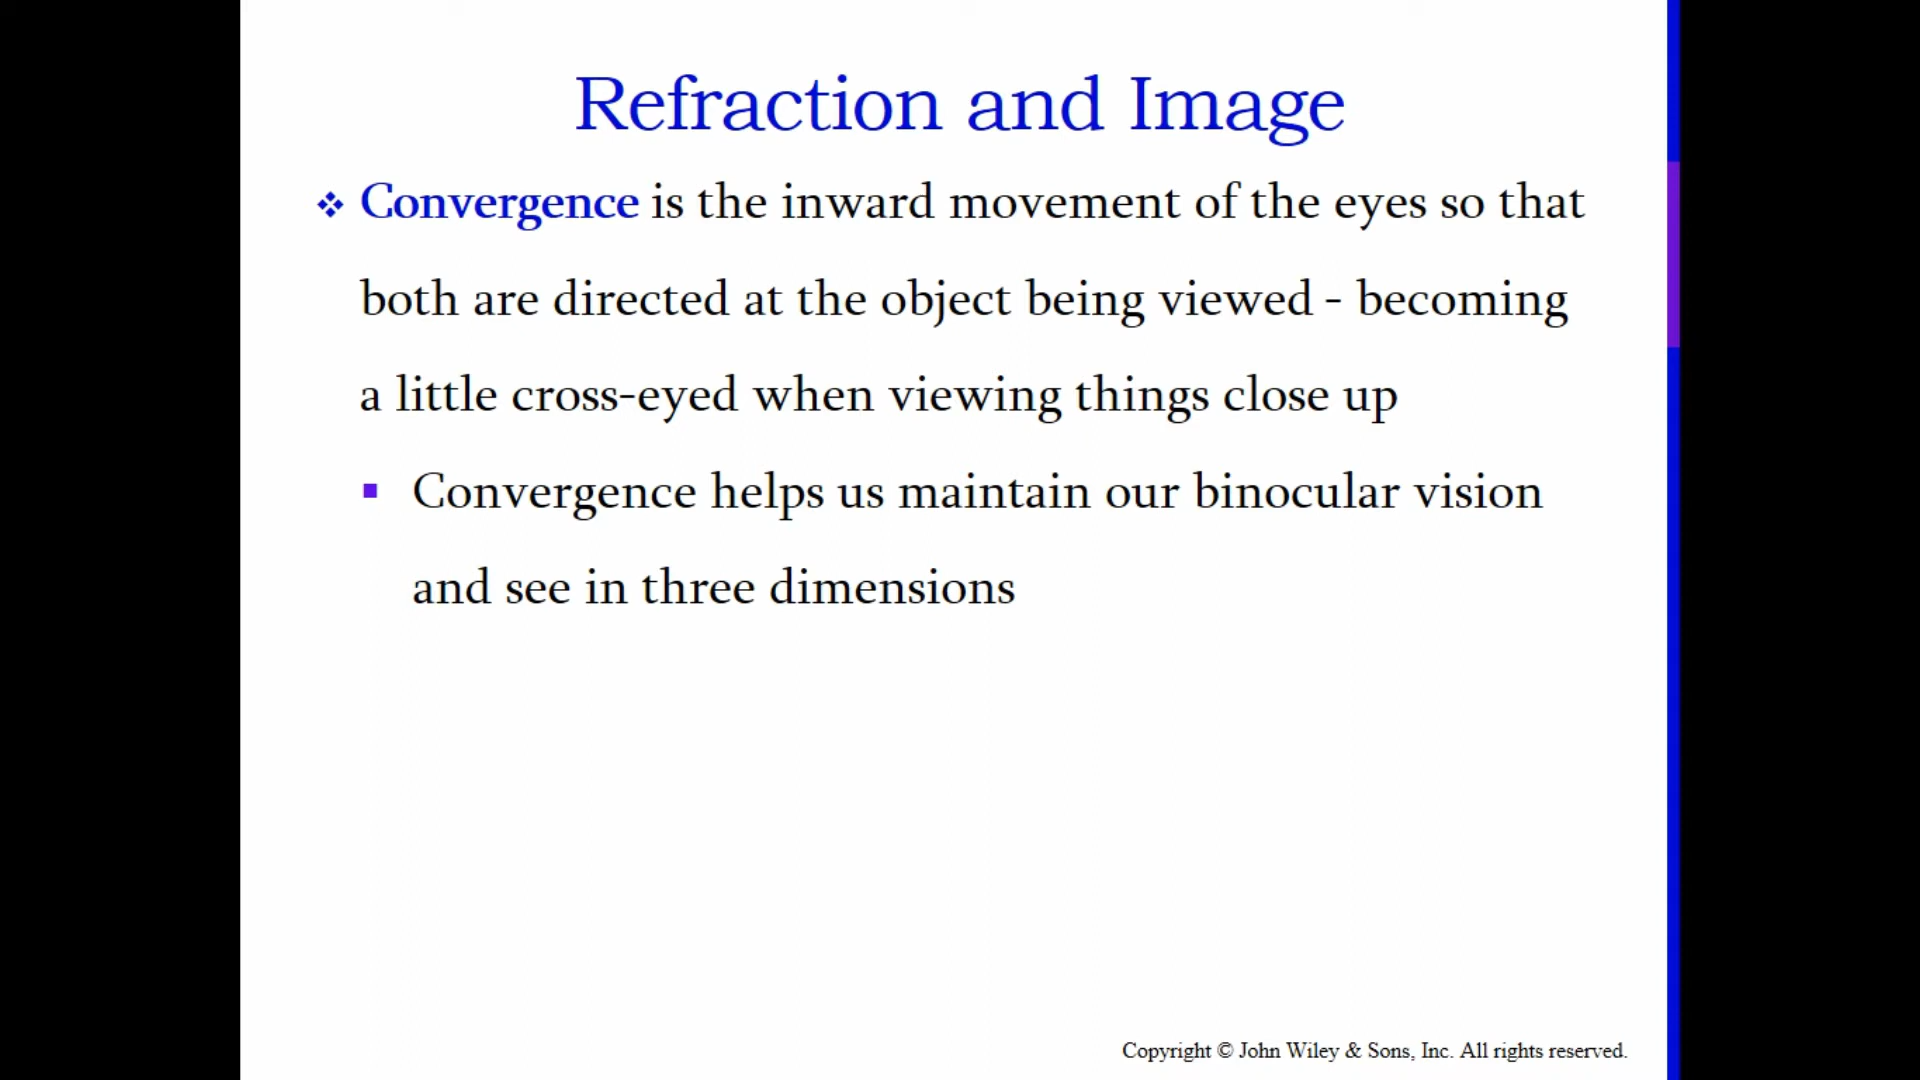 Refraction and Image
❖ Convergence is the inward movement of the eyes so that
both are directed at the object being viewed - becoming
a little cross-eyed when viewing things close up
▪ Convergence helps us maintain our binocular vision
and see in three dimensions
Copyright © John Wiley & Sons, Inc. All rights reserved.